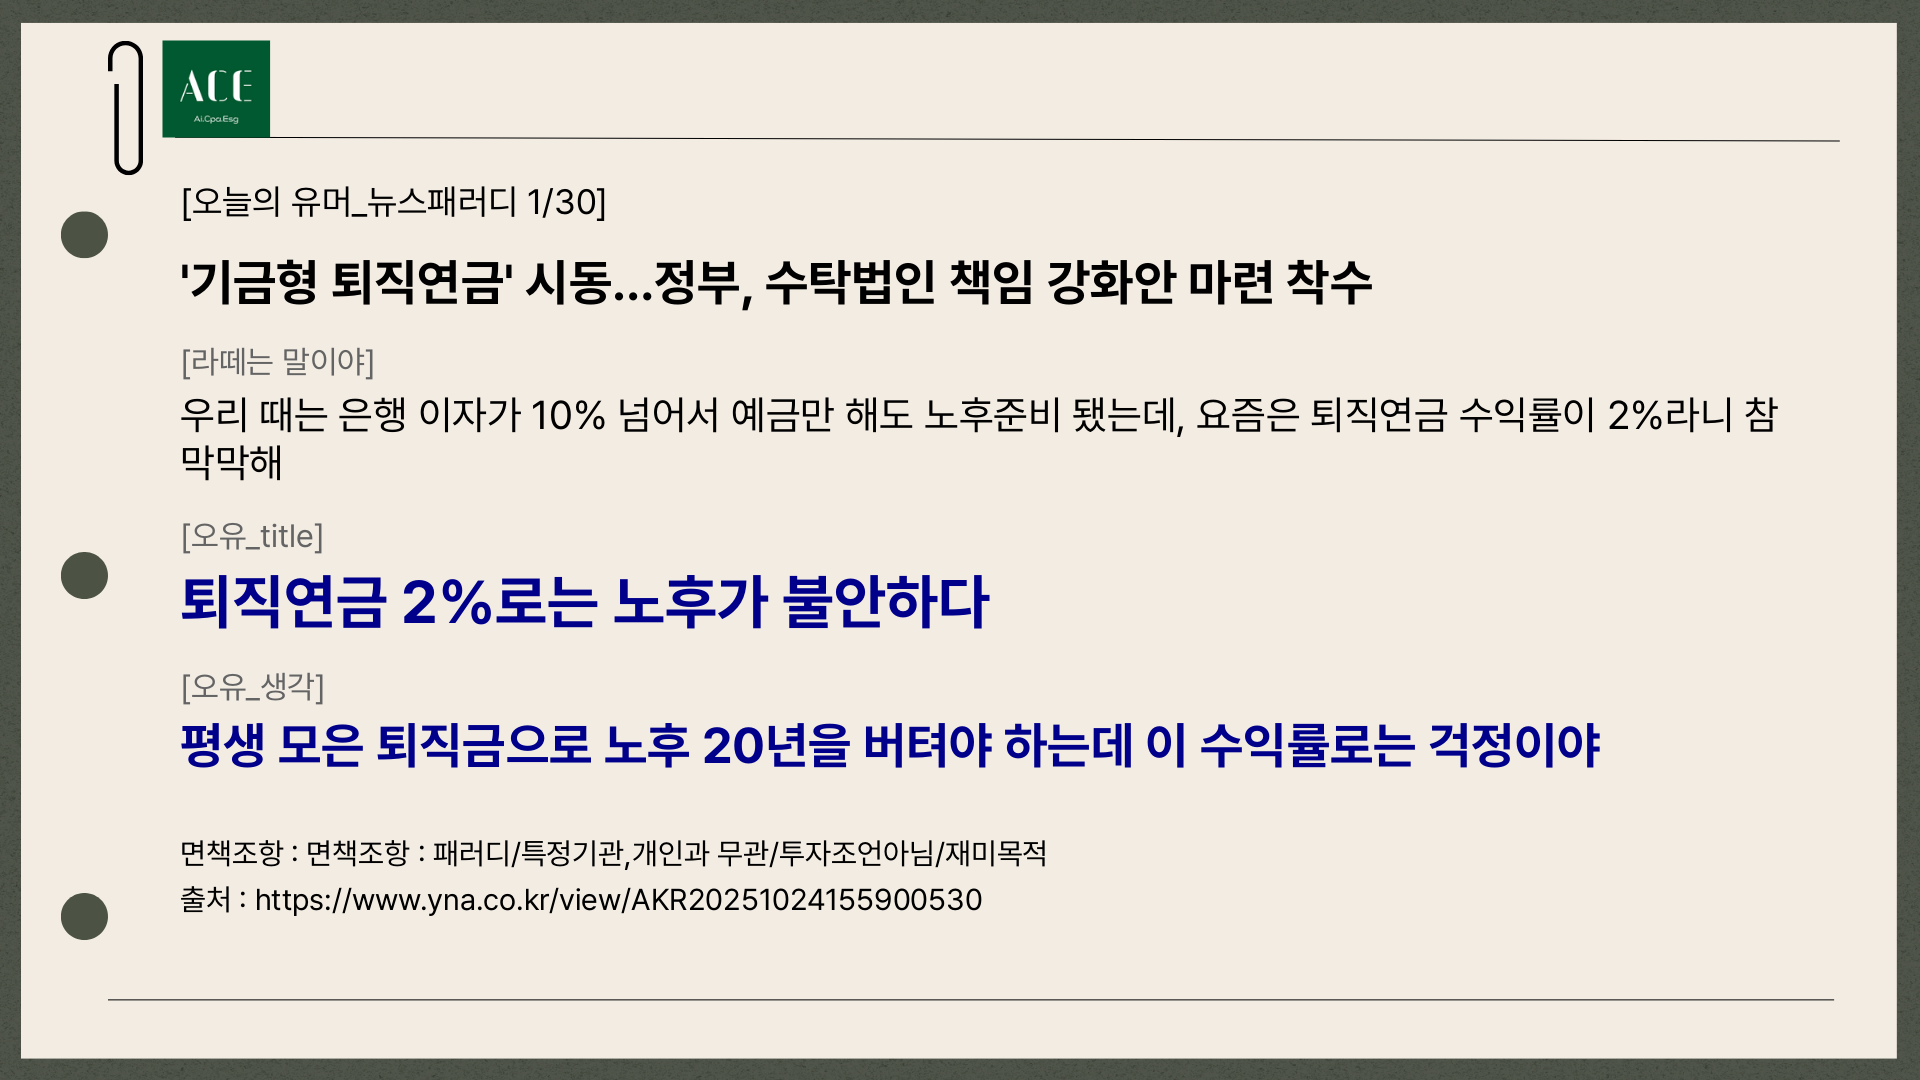 ACE
Ai.Cpa.Esg
[오늘의 유머_뉴스패러디 1/30]
'기금형 퇴직연금' 시동...정부, 수탁법인 책임 강화안 마련 착수
[라떼는 말이야]
우리 때는 은행 이자가 10% 넘어서 예금만 해도 노후준비 됐는데, 요즘은 퇴직연금 수익률이 2%라니 참
막막해
[오유_title]
퇴직연금 2%로는 노후가 불안하다
[오유_생각]
평생 모은 퇴직금으로 노후 20년을 버텨야 하는데 이 수익률로는 걱정이야
면책조항 : 면책조항 : 패러디/특정기관,개인과 무관/투자조언아님/재미목적
출처 : https://www.yna.co.kr/view/AKR20251024155900530